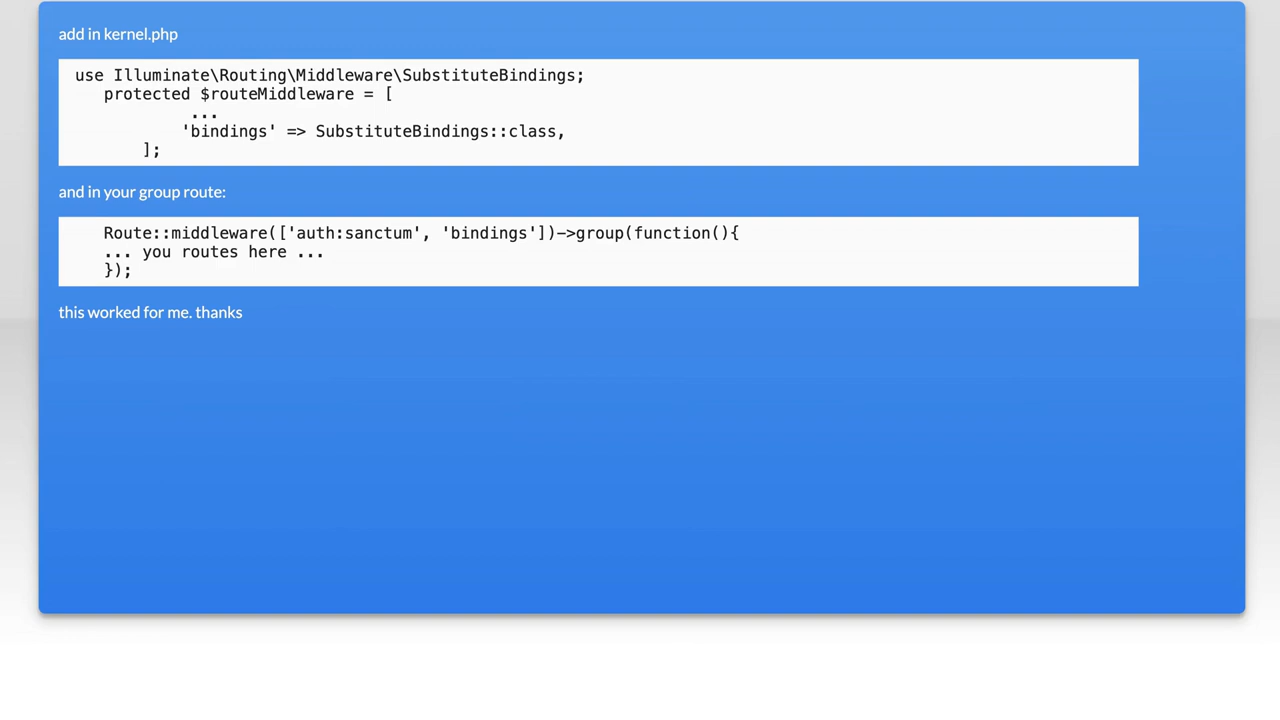 add in kernel.php
use Illuminate\Routing\Middleware\SubstituteBindings;
protected $routeMiddleware = [
...
'bindings' => SubstituteBindings::class,
];
and in your group route:
Route::middleware(['auth:sanctum', 'bindings'])->group(function(){
... you routes here ...
});
this worked for me. thanks